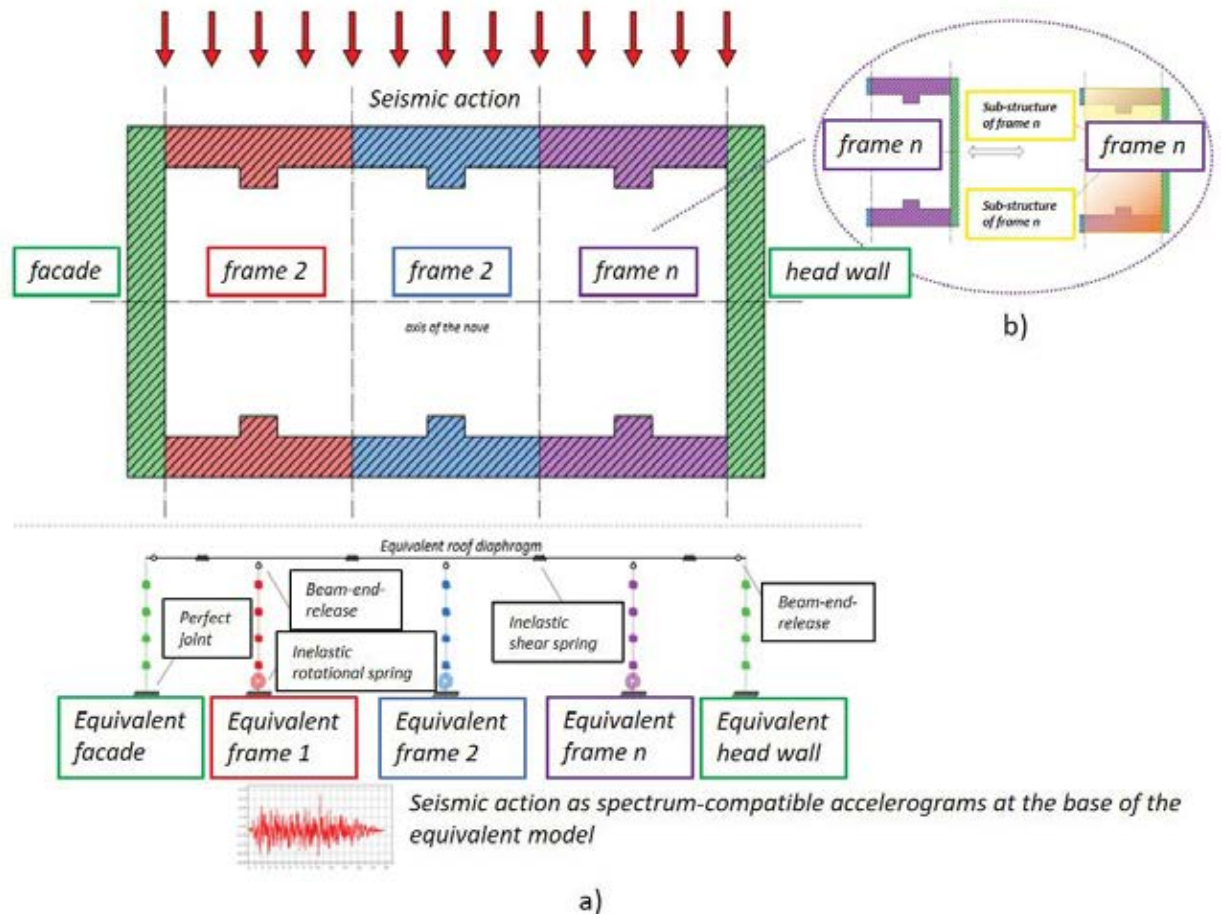 Seismic action
facade
frame 2
frame 2
frame n
head wall
axis of the nave
frame n
Sub-structure
of frame n
frame n
Sub-structure
of frame n
b)
Equivalent roof diaphragm
Perfect
joint
Beam-end-
release
Inelastic
rotational spring
Inelastic
shear spring
Beam-end-
release
Equivalent
facade
Equivalent
frame 1
Equivalent
frame 2
Equivalent
frame n
Equivalent
head wall
Seismic action as spectrum-compatible accelerograms at the base of the
equivalent model
a)